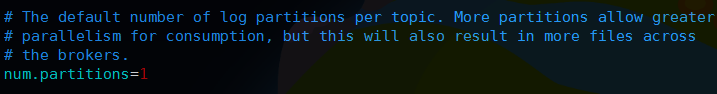 # The default number of log partitions per topic. More partitions allow greater
# parallelism for consumption, but this will also result in more files across
# the brokers.
num.partitions=1